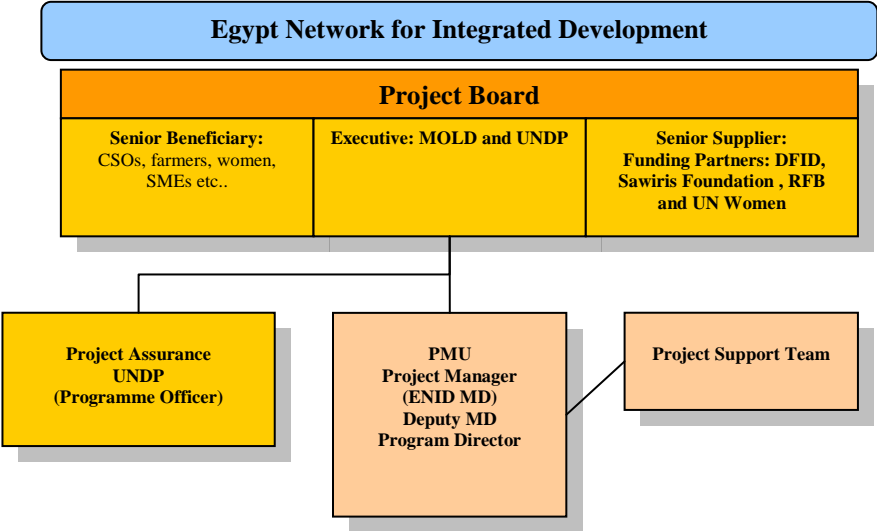 Egypt Network for Integrated Development
Project Board
Senior Beneficiary:
CSOs, farmers, women,
SMEs etc..
Executive: MOLD and UNDP
Senior Supplier:
Funding Partners: DFID,
Sawiris Foundation , RFB
and UN Women
Project Assurance
UNDP
(Programme Officer)
PMU
Project Manager
(ENID MD)
Deputy MD
Program Director
Project Support Team